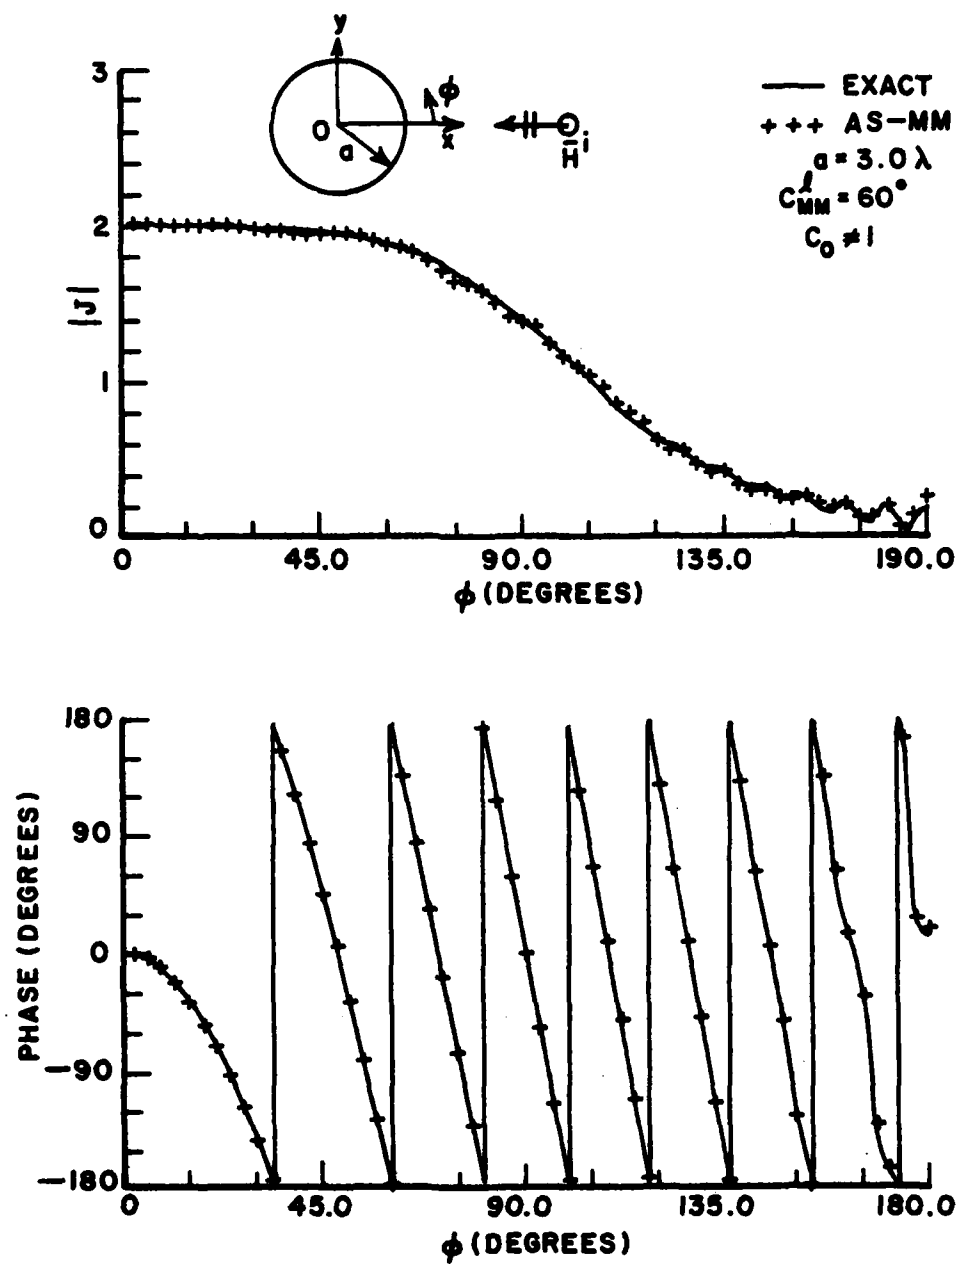 y
3
φ
— EXACT
O
x
H̄ⁱ
+++ AS-MM
a
a = 3.0 λ
C^ℓ_MM = 60°
C₀ ≠ 1
2
|J|
1
0
0 45.0 90.0 135.0 190.0
φ (DEGREES)
180
90
0
PHASE (DEGREES)
-90
-180
0 45.0 90.0 135.0 180.0
φ (DEGREES)